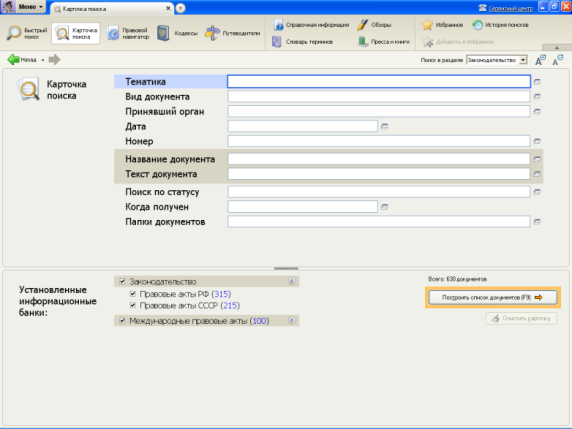 Меню
Карточка поиска
Сервисный центр
Быстрый поиск
Карточка поиска
Правовой навигатор
Кодексы
Путеводители
Справочная информация
Словарь терминов
Обзоры
Пресса и книги
Избранное
История поисков
Добавить в Избранное
Назад
Поиск в разделе Законодательство
Карточка
поиска
Тематика
Вид документа
Принявший орган
Дата
Номер
Название документа
Текст документа
Поиск по статусу
Когда получен
Папки документов
Установленные
информационные
банки:
Законодательство
Правовые акты РФ (315)
Правовые акты СССР (215)
Международные правовые акты (100)
Всего: 630 документов
Построить список документов (F9)
Очистить карточку